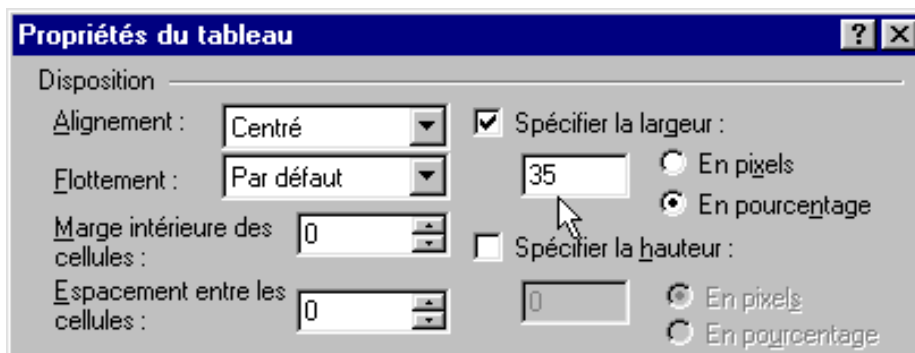 Propriétés du tableau
Disposition
Alignement : Centré
Spécifier la largeur :
Flottement : Par défaut
35
En pixels
En pourcentage
Marge intérieure des
cellules : 0
Spécifier la hauteur :
Espacement entre les
cellules : 0
0
En pixels
En pourcentage